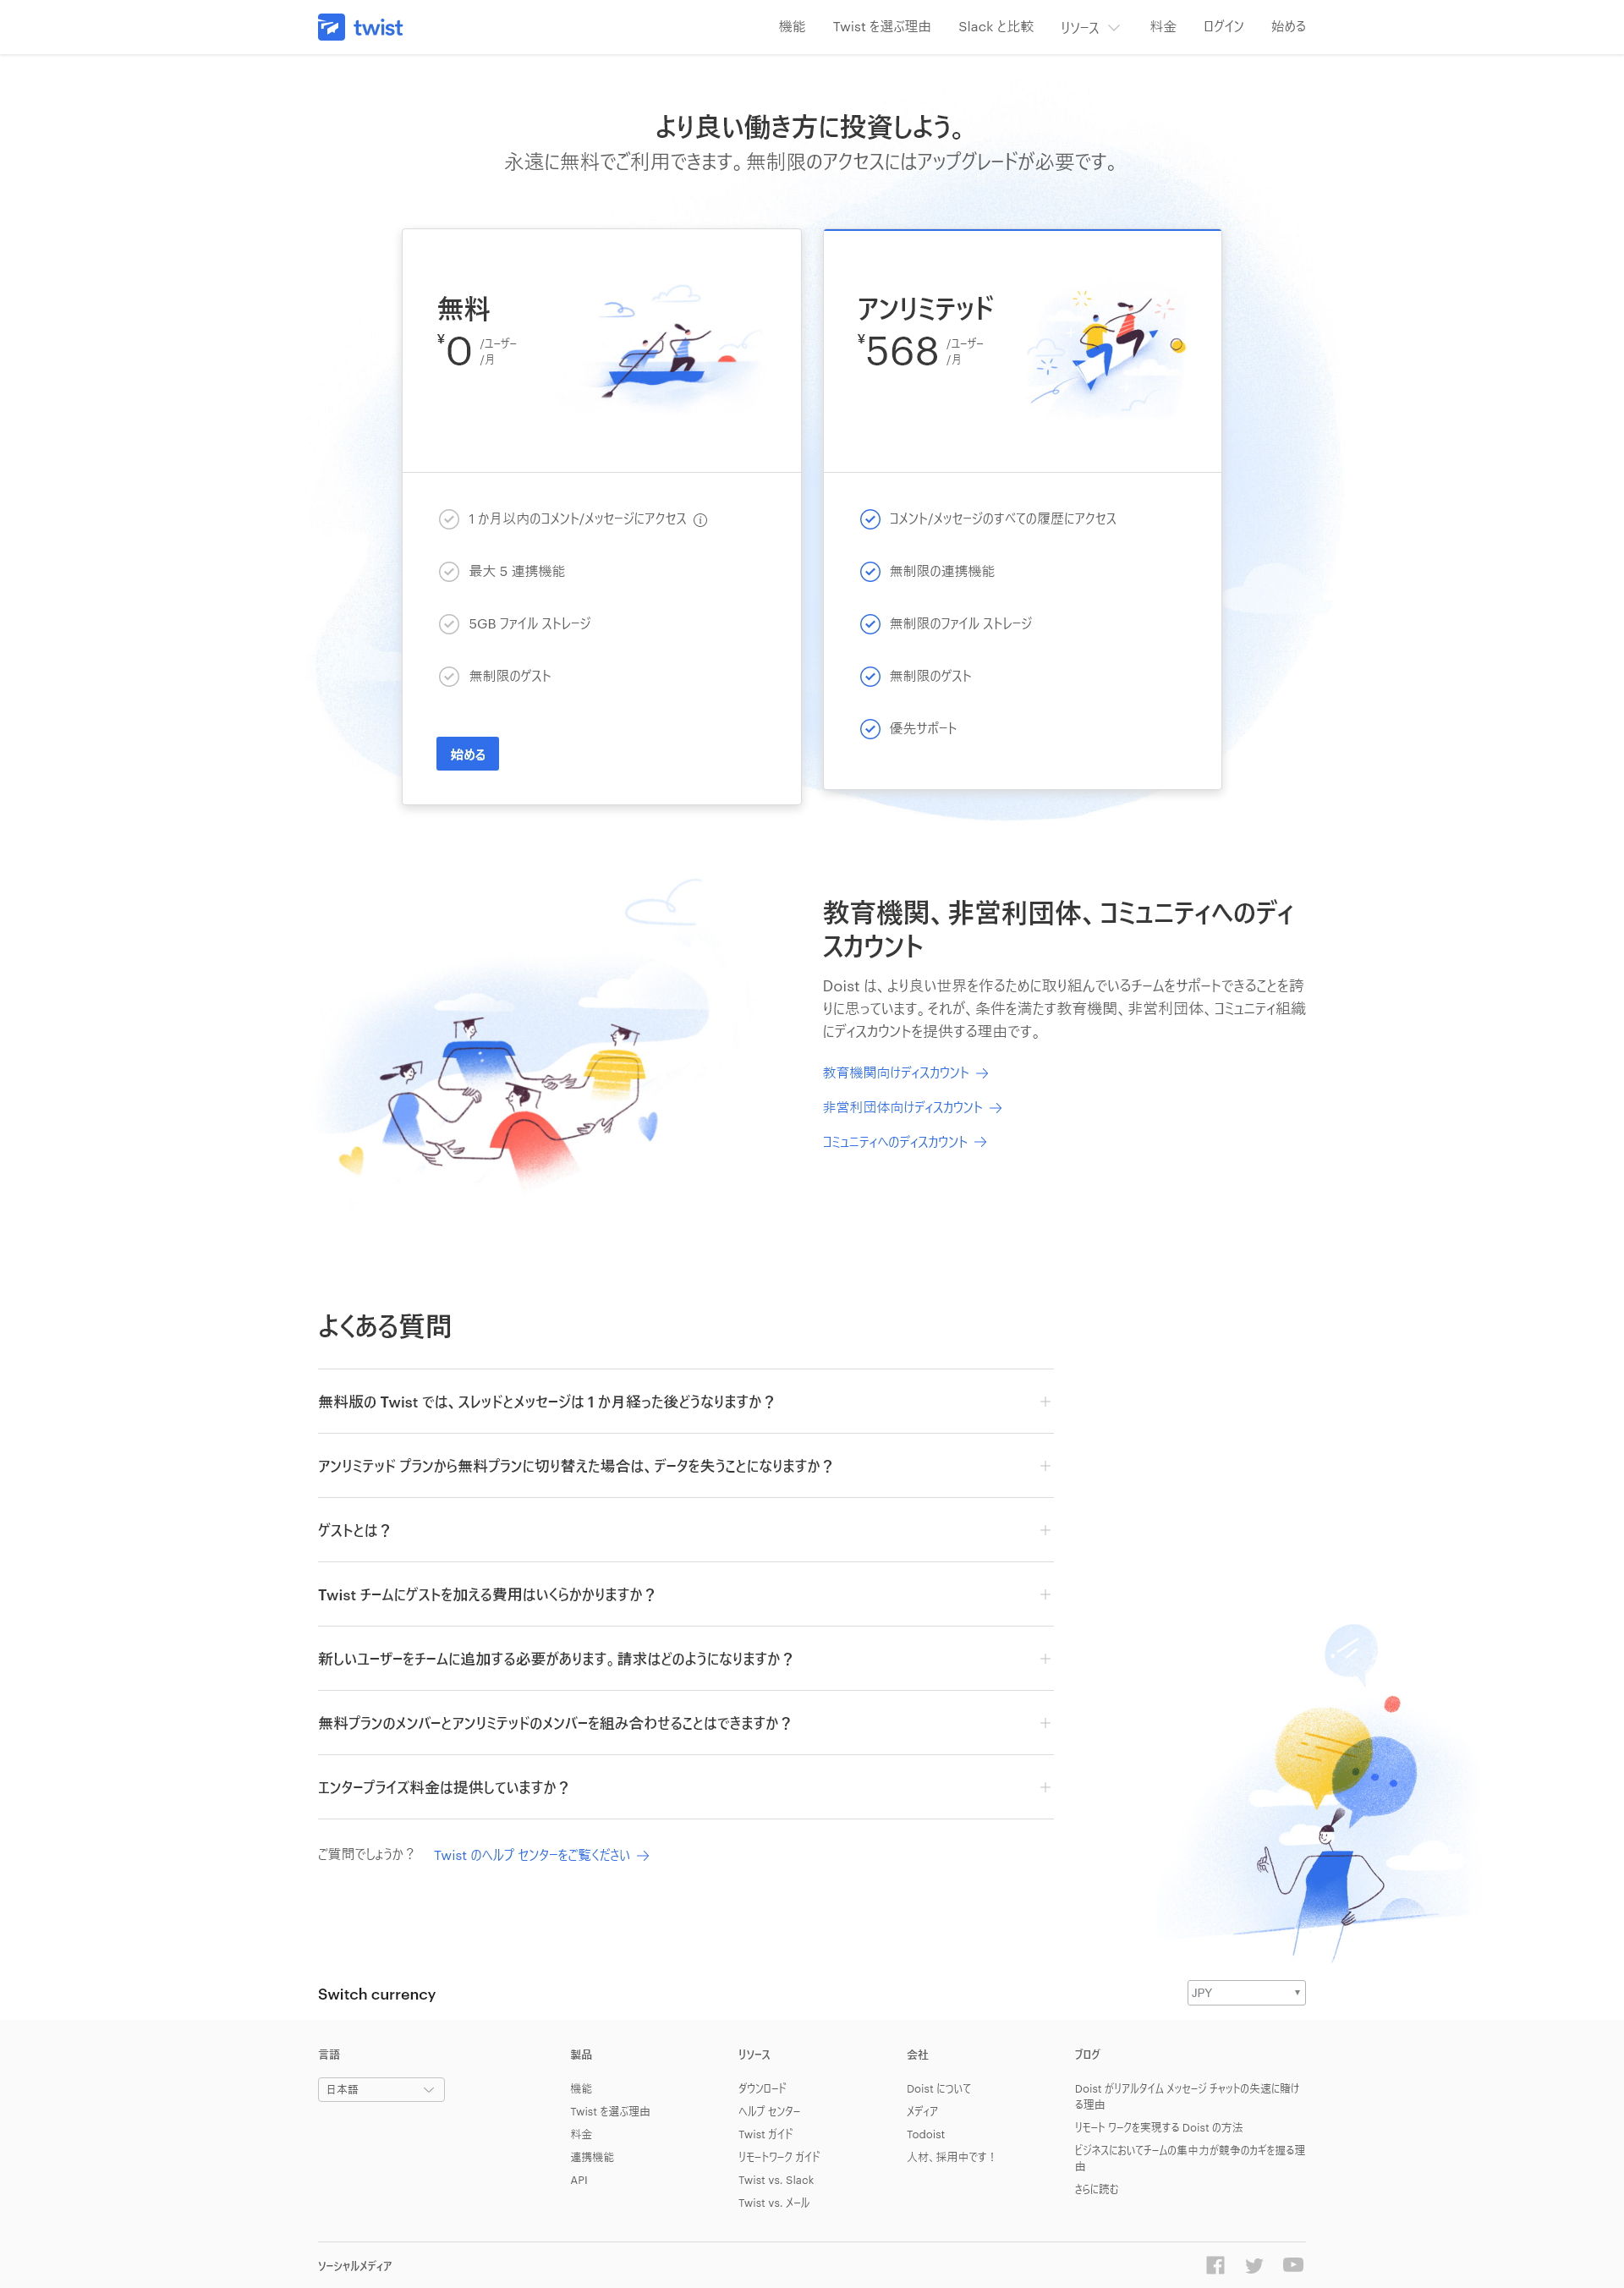 twist
機能 Twist を選ぶ理由 Slack と比較 リソース 料金 ログイン 始める
より良い働き方に投資しよう。
永遠に無料でご利用できます。無制限のアクセスにはアップグレードが必要です。
無料
¥0 /ユーザー
/月
1 か月以内のコメント/メッセージにアクセス
最大 5 連携機能
5GB ファイル ストレージ
無制限のゲスト
始める
アンリミテッド
¥568 /ユーザー
/月
コメント/メッセージのすべての履歴にアクセス
無制限の連携機能
無制限のファイル ストレージ
無制限のゲスト
優先サポート
教育機関、非営利団体、コミュニティへのディ
スカウント
Doist は、より良い世界を作るために取り組んでいるチームをサポートできることを誇
りに思っています。それが、条件を満たす教育機関、非営利団体、コミュニティ組織
にディスカウントを提供する理由です。
教育機関向けディスカウント
非営利団体向けディスカウント
コミュニティへのディスカウント
よくある質問
無料版の Twist では、スレッドとメッセージは 1 か月経った後どうなりますか？
アンリミテッド プランから無料プランに切り替えた場合は、データを失うことになりますか？
ゲストとは？
Twist チームにゲストを加える費用はいくらかかりますか？
新しいユーザーをチームに追加する必要があります。請求はどのようになりますか？
無料プランのメンバーとアンリミテッドのメンバーを組み合わせることはできますか？
エンタープライズ料金は提供していますか？
ご質問でしょうか？ Twist のヘルプ センターをご覧ください
Switch currency
JPY
言語
日本語
製品
機能
Twist を選ぶ理由
料金
連携機能
API
リソース
ダウンロード
ヘルプ センター
Twist ガイド
リモートワーク ガイド
Twist vs. Slack
Twist vs. メール
会社
Doist について
メディア
Todoist
人材、採用中です！
ブログ
Doist がリアルタイム メッセージ チャットの失速に賭け
る理由
リモート ワークを実現する Doist の方法
ビジネスにおいてチームの集中力が競争のカギを握る理
由
さらに読む
ソーシャルメディア